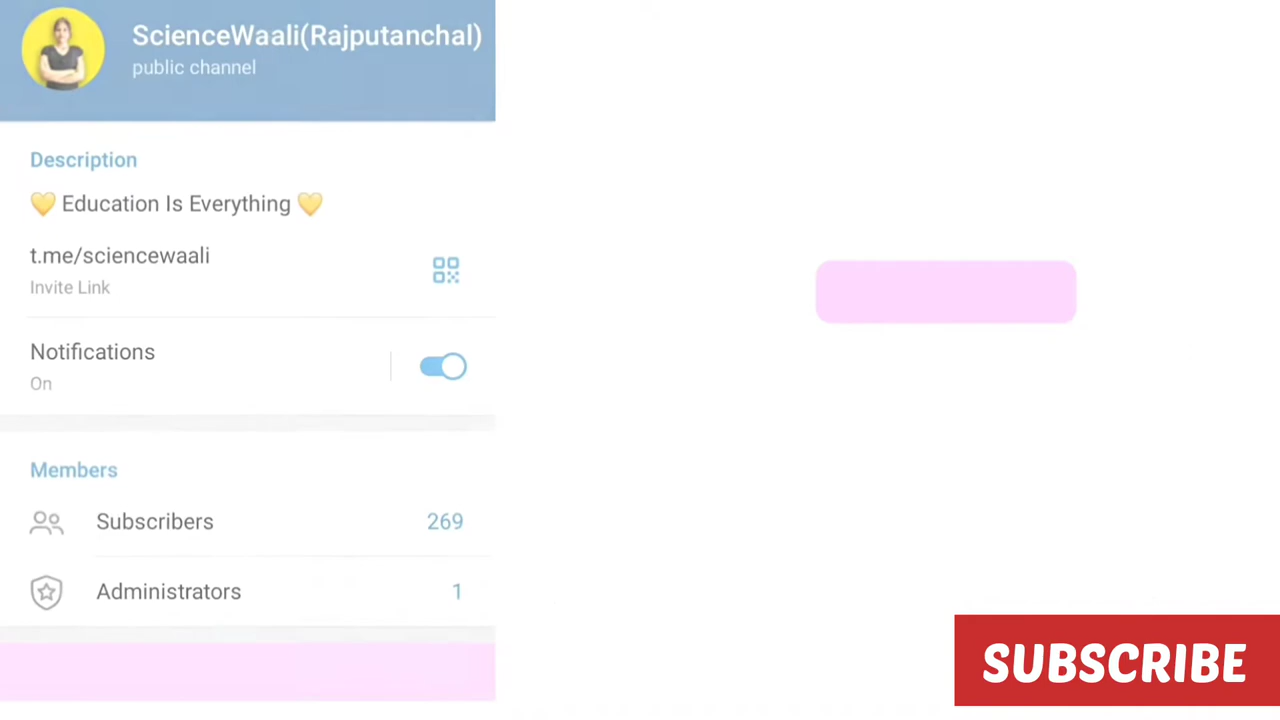 ScienceWaali(Rajputanchal)
public channel
Description
💛 Education Is Everything 💛
t.me/sciencewaali
Invite Link
Notifications
On
Members
Subscribers 269
Administrators 1
SUBSCRIBE